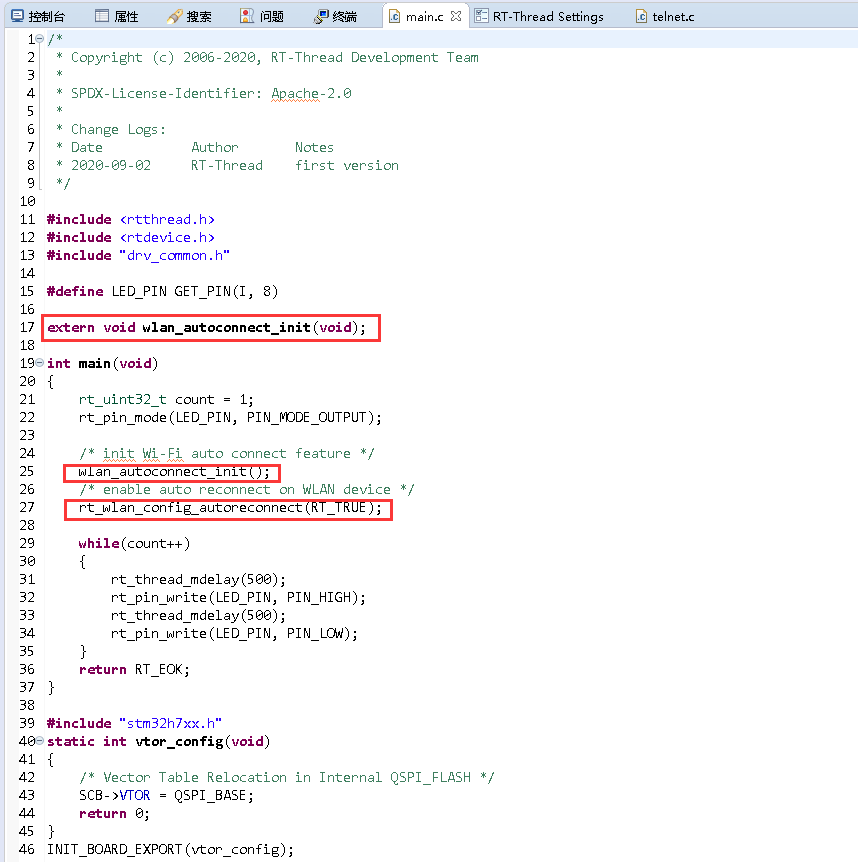 控制台 属性 搜索 问题 终端 main.c RT-Thread Settings telnet.c
1 /*
2 * Copyright (c) 2006-2020, RT-Thread Development Team
3 *
4 * SPDX-License-Identifier: Apache-2.0
5 *
6 * Change Logs:
7 * Date Author Notes
8 * 2020-09-02 RT-Thread first version
9 */
10
11 #include <rtthread.h>
12 #include <rtdevice.h>
13 #include "drv_common.h"
14
15 #define LED_PIN GET_PIN(I, 8)
16
17 extern void wlan_autoconnect_init(void);
18
19 int main(void)
20 {
21 rt_uint32_t count = 1;
22 rt_pin_mode(LED_PIN, PIN_MODE_OUTPUT);
23
24 /* init Wi-Fi auto connect feature */
25 wlan_autoconnect_init();
26 /* enable auto reconnect on WLAN device */
27 rt_wlan_config_autoreconnect(RT_TRUE);
28
29 while(count++)
30 {
31 rt_thread_mdelay(500);
32 rt_pin_write(LED_PIN, PIN_HIGH);
33 rt_thread_mdelay(500);
34 rt_pin_write(LED_PIN, PIN_LOW);
35 }
36 return RT_EOK;
37 }
38
39 #include "stm32h7xx.h"
40 static int vtor_config(void)
41 {
42 /* Vector Table Relocation in Internal QSPI_FLASH */
43 SCB->VTOR = QSPI_BASE;
44 return 0;
45 }
46 INIT_BOARD_EXPORT(vtor_config);